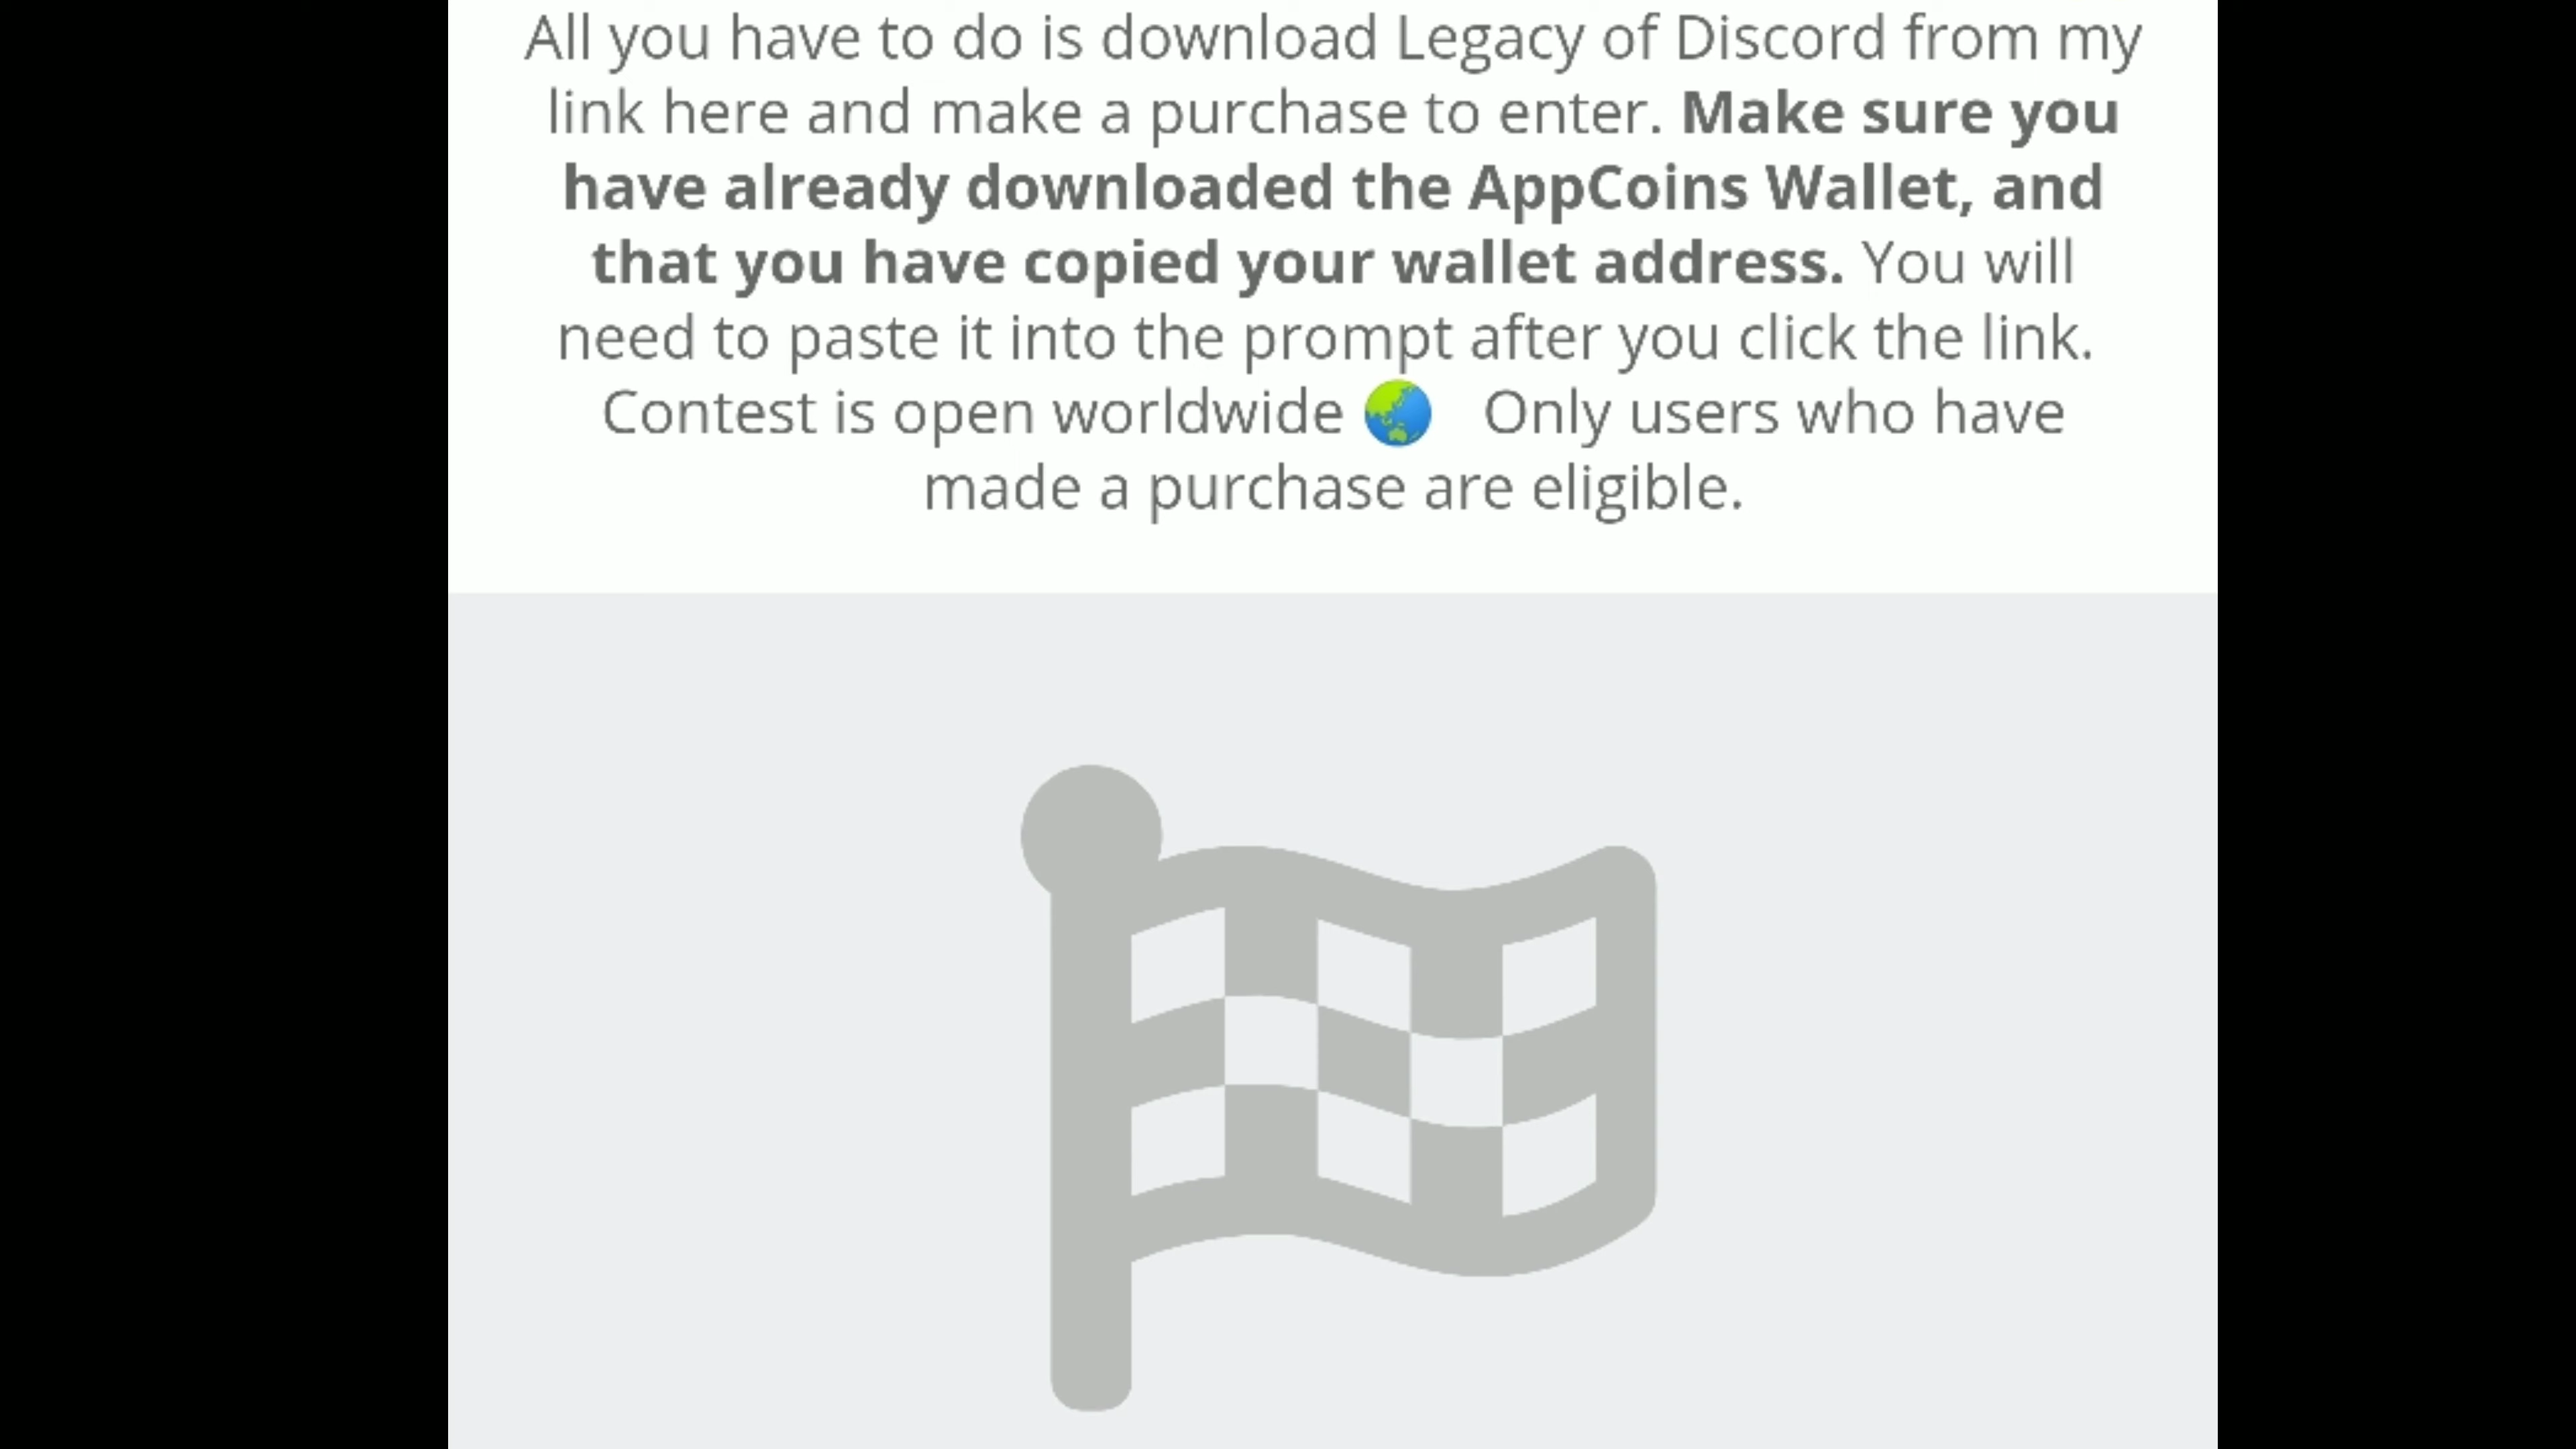 All you have to do is download Legacy of Discord from my
link here and make a purchase to enter. Make sure you
have already downloaded the AppCoins Wallet, and
that you have copied your wallet address. You will
need to paste it into the prompt after you click the link.
Contest is open worldwide 🌏 Only users who have
made a purchase are eligible.